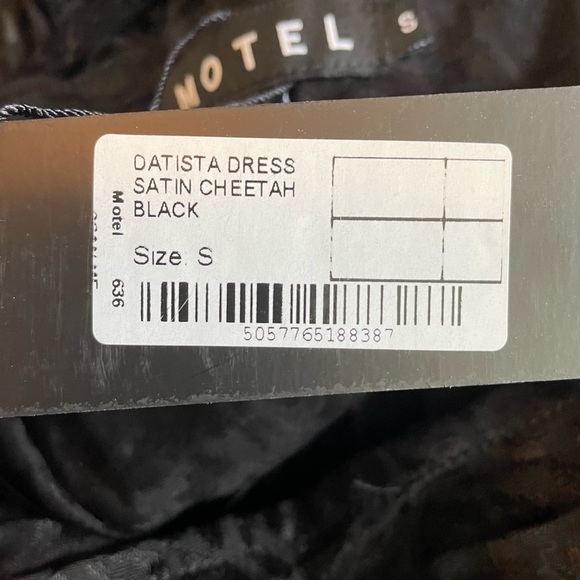 MOTEL S
DATISTA DRESS
SATIN CHEETAH
BLACK
Size: S
Motel 636
5057765188387